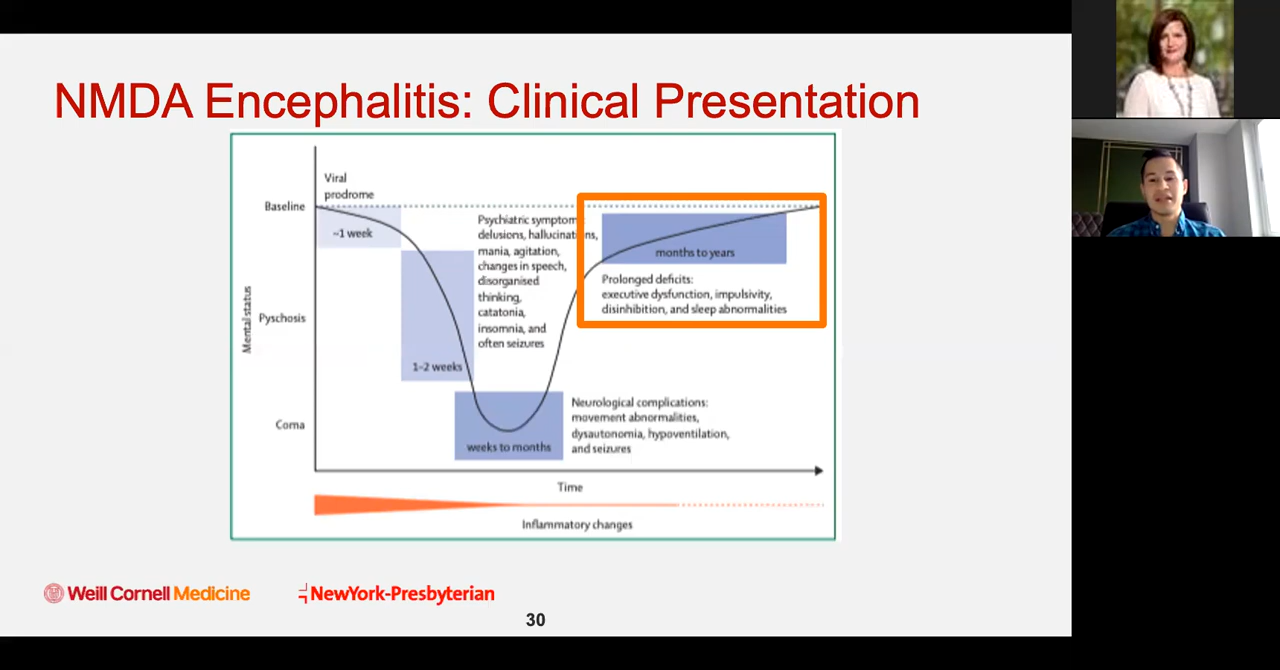 NMDA Encephalitis: Clinical Presentation
Viral
prodrome
Baseline
~1 week
Psychiatric symptom
delusions, hallucinations,
mania, agitation,
changes in speech,
disorganised
thinking,
catatonia,
insomnia, and
often seizures
months to years
Prolonged deficits:
executive dysfunction, impulsivity,
disinhibition, and sleep abnormalities
Mental status
Pyschosis
1-2 weeks
Coma
weeks to months
Neurological complications:
movement abnormalities,
dysautonomia, hypoventilation,
and seizures
Time
Inflammatory changes
Weill Cornell Medicine
NewYork-Presbyterian
30